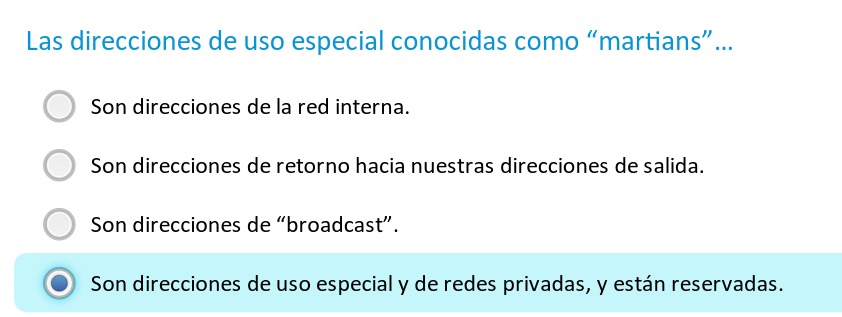 Las direcciones de uso especial conocidas como “martians”...
Son direcciones de la red interna.
Son direcciones de retorno hacia nuestras direcciones de salida.
Son direcciones de “broadcast”.
Son direcciones de uso especial y de redes privadas, y están reservadas.